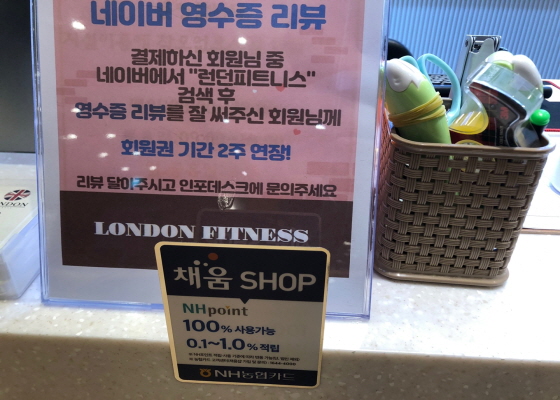 네이버 영수증 리뷰
결제하신 회원님 중
네이버에서 "런던피트니스"
검색 후
영수증 리뷰를 잘 써주신 회원님께
회원권 기간 2주 연장!
리뷰 달아주시고 인포데스크에 문의주세요
LONDON FITNESS
채움 SHOP
NHpoint
100% 사용가능
0.1~1.0% 적립
NH농협카드